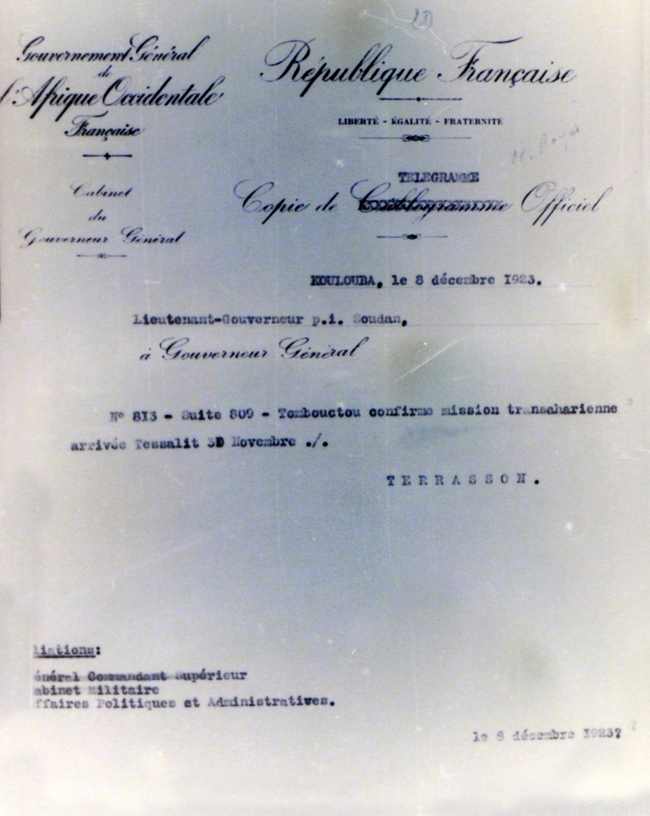 Gouvernement Général
de
l'Afrique Occidentale
Française
Cabinet
du
Gouverneur Général
République Française
LIBERTÉ - ÉGALITÉ - FRATERNITÉ
TELEGRAMME
Copie de Cablogramme Officiel
KOULOUBA, le 8 décembre 1923.
Lieutenant-Gouverneur p.i. Soudan,
à Gouverneur Général
N° 813 - Suite 809 - Tombouctou confirme mission transaharienne
arrivée Tessalit 30 Novembre ./.
TERRASSON.
liations:
énéral Commandant Supérieur
abinet Militaire
ffaires Politiques et Administratives.
le 8 décembre 1923?